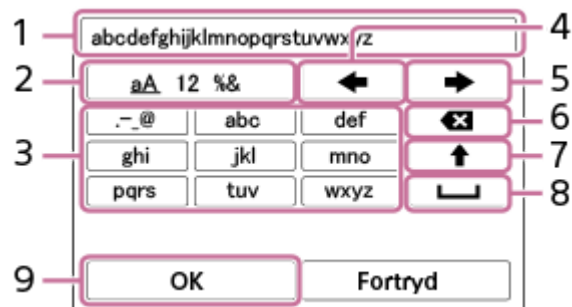 1 abcdefghijklmnopqrstuvwxyz 4
2 aA 12 %& 5
.-_@ abc def 6
3 ghi jkl mno 7
pqrs tuv wxyz 8
9 OK Fortryd